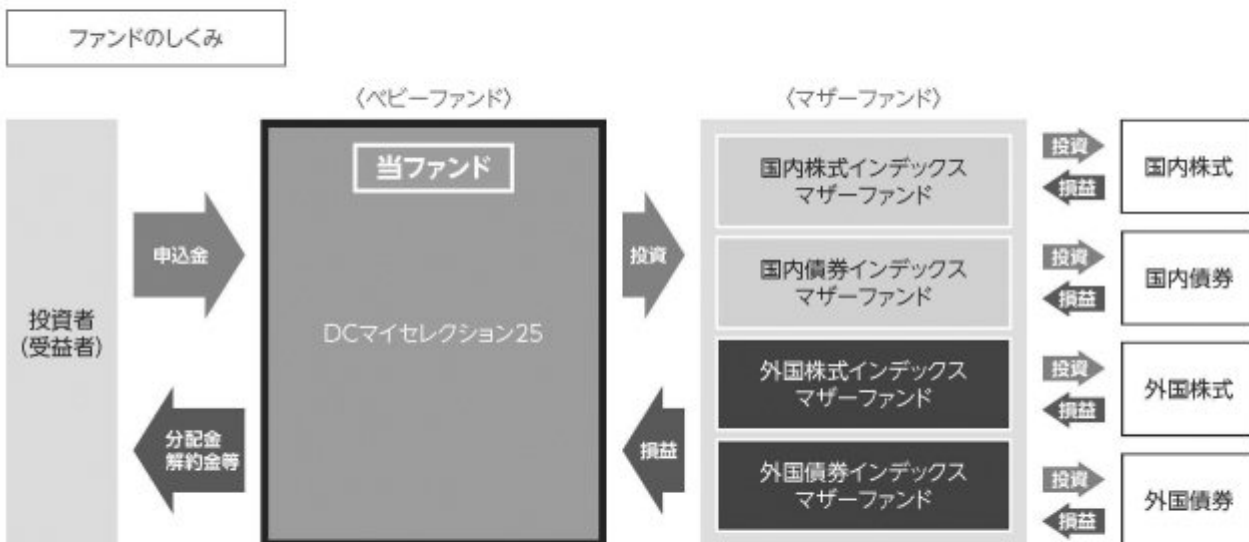 ファンドのしくみ
〈ベビーファンド〉
〈マザーファンド〉
投資者
(受益者)
申込金
分配金
解約金等
当ファンド
DCマイセレクション25
投資
損益
国内株式インデックス
マザーファンド
国内債券インデックス
マザーファンド
外国株式インデックス
マザーファンド
外国債券インデックス
マザーファンド
投資
損益
国内株式
投資
損益
国内債券
投資
損益
外国株式
投資
損益
外国債券